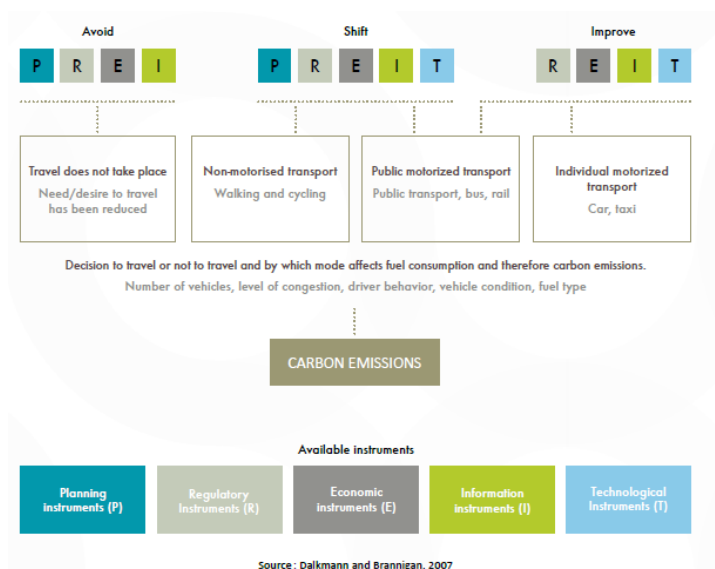 Avoid
Shift
Improve
P R E I
P R E I T
R E I T
Travel does not take place
Need/desire to travel
has been reduced
Non-motorised transport
Walking and cycling
Public motorized transport
Public transport, bus, rail
Individual motorized
transport
Car, taxi
Decision to travel or not to travel and by which mode affects fuel consumption and therefore carbon emissions.
Number of vehicles, level of congestion, driver behavior, vehicle condition, fuel type
CARBON EMISSIONS
Available instruments
Planning
instruments (P)
Regulatory
Instruments (R)
Economic
instruments (E)
Information
instruments (I)
Technological
Instruments (T)
Source: Dalkmann and Brannigan, 2007